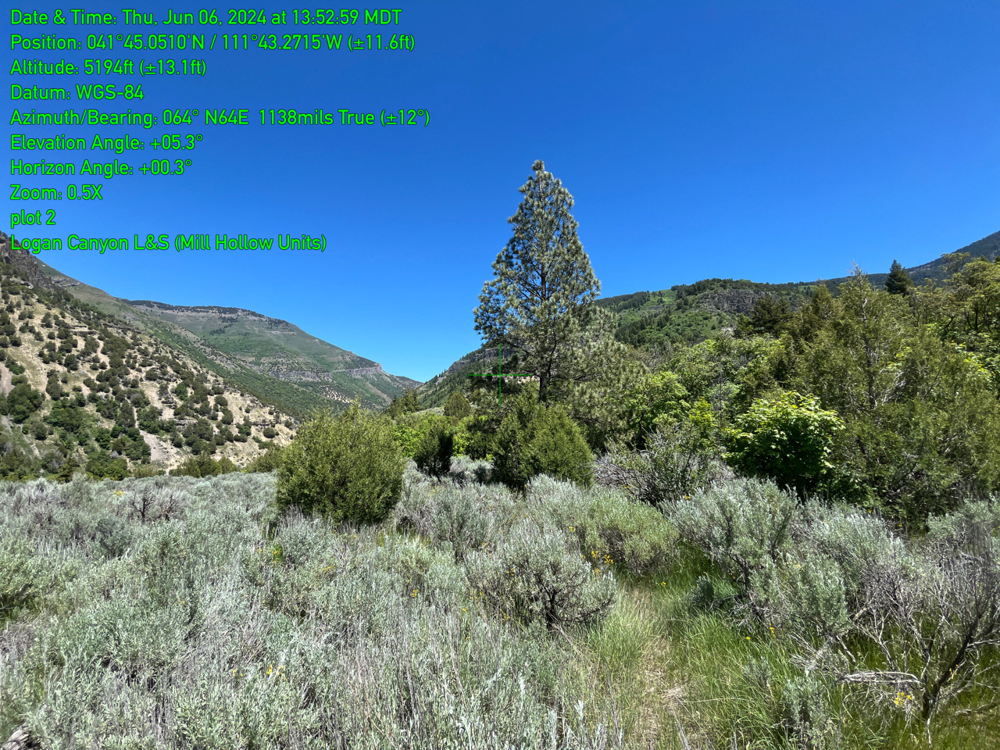 Date & Time: Thu, Jun 06, 2024 at 13:52:59 MDT
Position: 041°45.0510'N / 111°43.2715'W (±11.6ft)
Altitude: 5194ft (±13.1ft)
Datum: WGS-84
Azimuth/Bearing: 064° N64E 1138mils True (±12°)
Elevation Angle: +05.3°
Horizon Angle: +00.3°
Zoom: 0.5X
plot 2
Logan Canyon L&S (Mill Hollow Units)